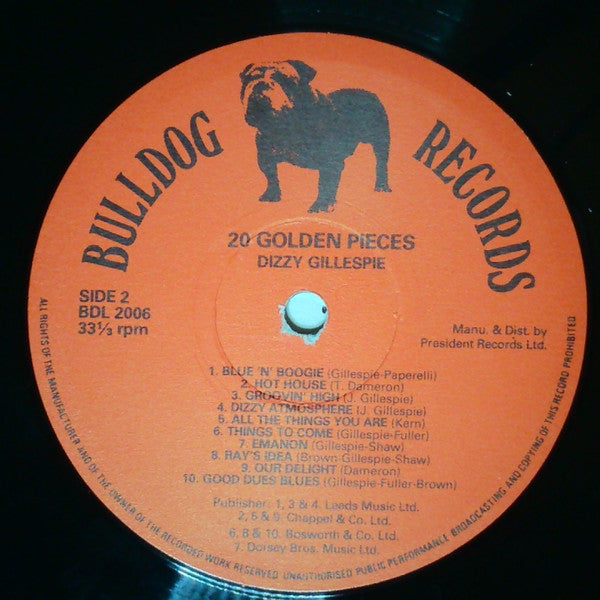 BULLDOG RECORDS
20 GOLDEN PIECES
DIZZY GILLESPIE
SIDE 2
BDL 2006
33⅓ rpm
Manu. & Dist. by
President Records Ltd.
1. BLUE 'N' BOOGIE (Gillespie-Paperelli)
2. HOT HOUSE (T. Dameron)
3. GROOVIN' HIGH (J. Gillespie)
4. DIZZY ATMOSPHERE (J. Gillespie)
5. ALL THE THINGS YOU ARE (Karn)
6. THINGS TO COME (Gillespie-Fuller)
7. EMANON (Gillespie-Shaw)
8. RAY'S IDEA (Brown-Gillespie-Shaw)
9. OUR DELIGHT (Dameron)
10. GOOD DUES BLUES (Gillespie-Fuller-Brown)
Publisher: 1, 3 & 4. Leeds Music Ltd.
2, 5 & 9. Chappel & Co. Ltd.
6, 8 & 10. Bosworth & Co. Ltd.
7. Dorsey Bros. Music Ltd.
ALL RIGHTS OF THE MANUFACTURER AND OF THE OWNER OF THE RECORDED WORK RESERVED UNAUTHORISED PUBLIC PERFORMANCE BROADCASTING AND COPYING OF THIS RECORD PROHIBITED